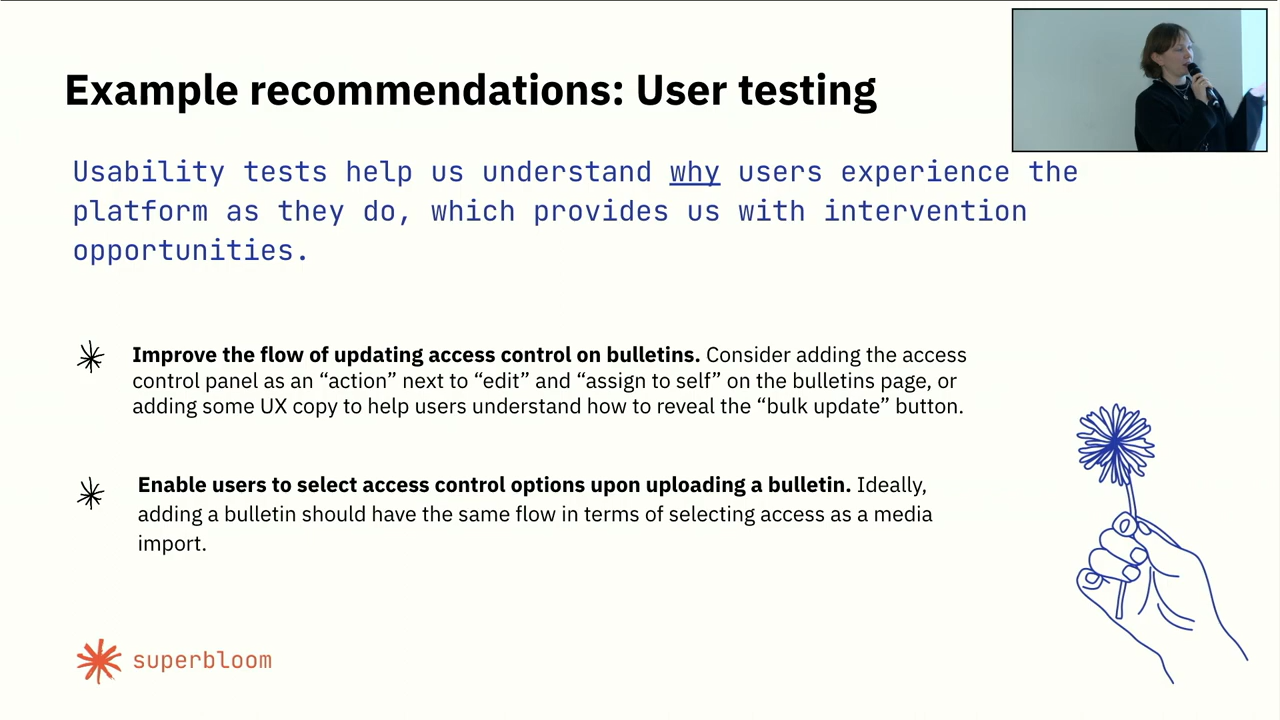 Example recommendations: User testing
Usability tests help us understand why users experience the
platform as they do, which provides us with intervention
opportunities.
Improve the flow of updating access control on bulletins. Consider adding the access
control panel as an “action” next to “edit” and “assign to self” on the bulletins page, or
adding some UX copy to help users understand how to reveal the “bulk update” button.
Enable users to select access control options upon uploading a bulletin. Ideally,
adding a bulletin should have the same flow in terms of selecting access as a media
import.
superbloom